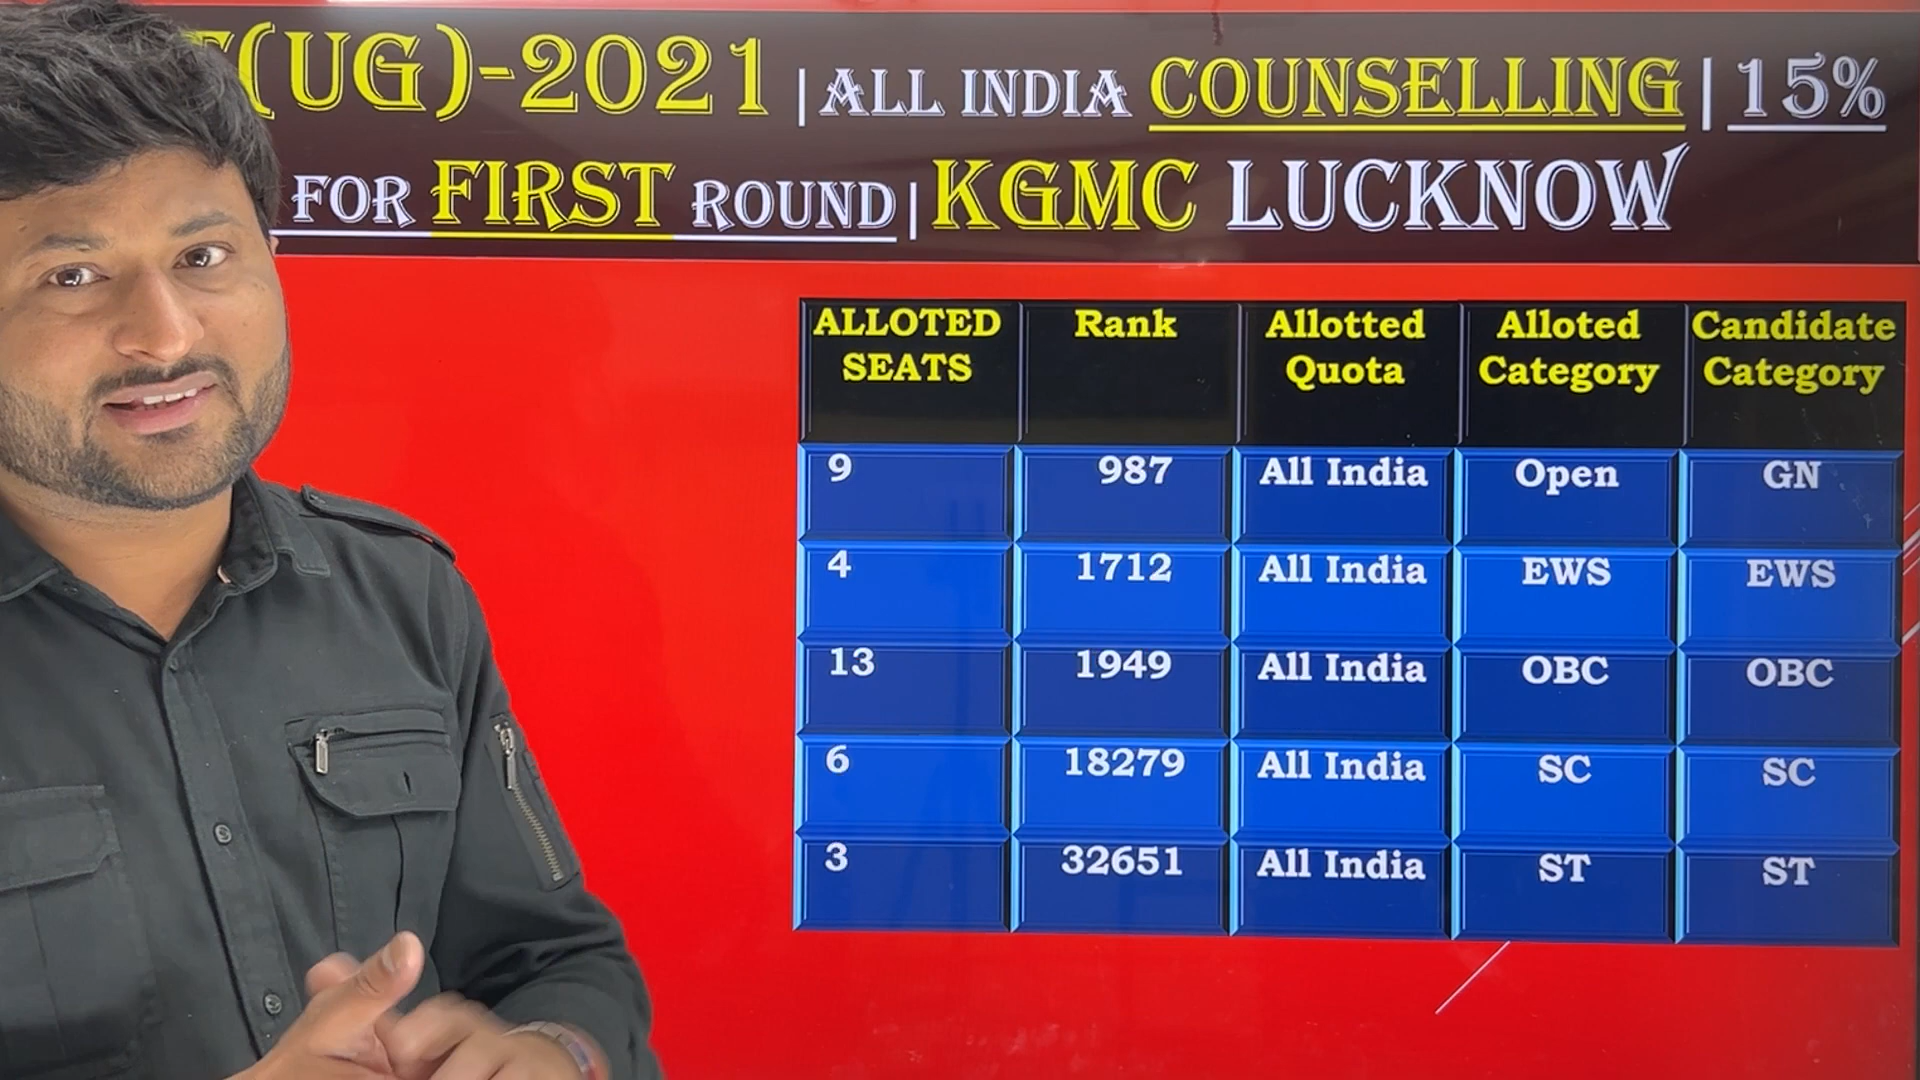 (UG)-2021 | ALL INDIA COUNSELLING | 15%
FOR FIRST ROUND | KGMC LUCKNOW
ALLOTED SEATS Rank Allotted Quota Alloted Category Candidate Category
9 987 All India Open GN
4 1712 All India EWS EWS
13 1949 All India OBC OBC
6 18279 All India SC SC
3 32651 All India ST ST